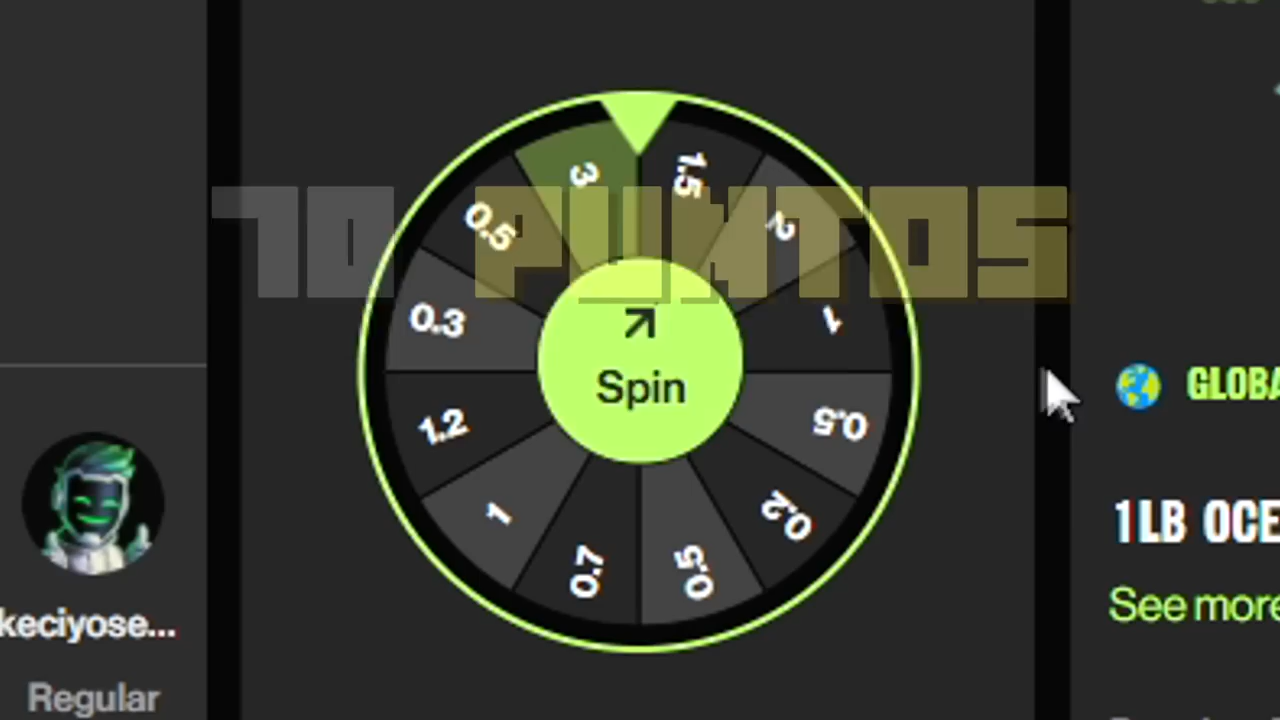 3
1.5
0.5
2
70 PUNTOS
0.3
1
Spin
1.2
0.5
GLOBA
1
0.2
1LB OCE
0.7
0.5
See more
keciyose...
Regular